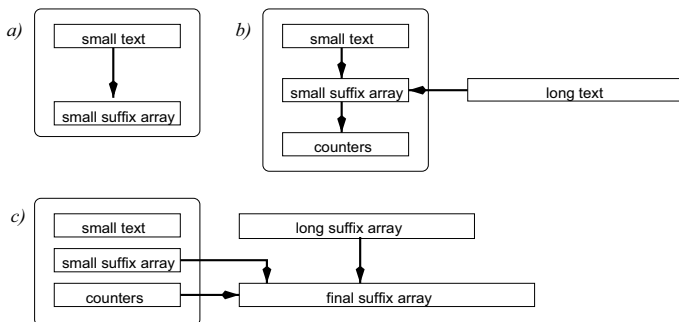 a)
small text
small suffix array
b)
small text
small suffix array
long text
counters
c)
small text
long suffix array
small suffix array
counters
final suffix array